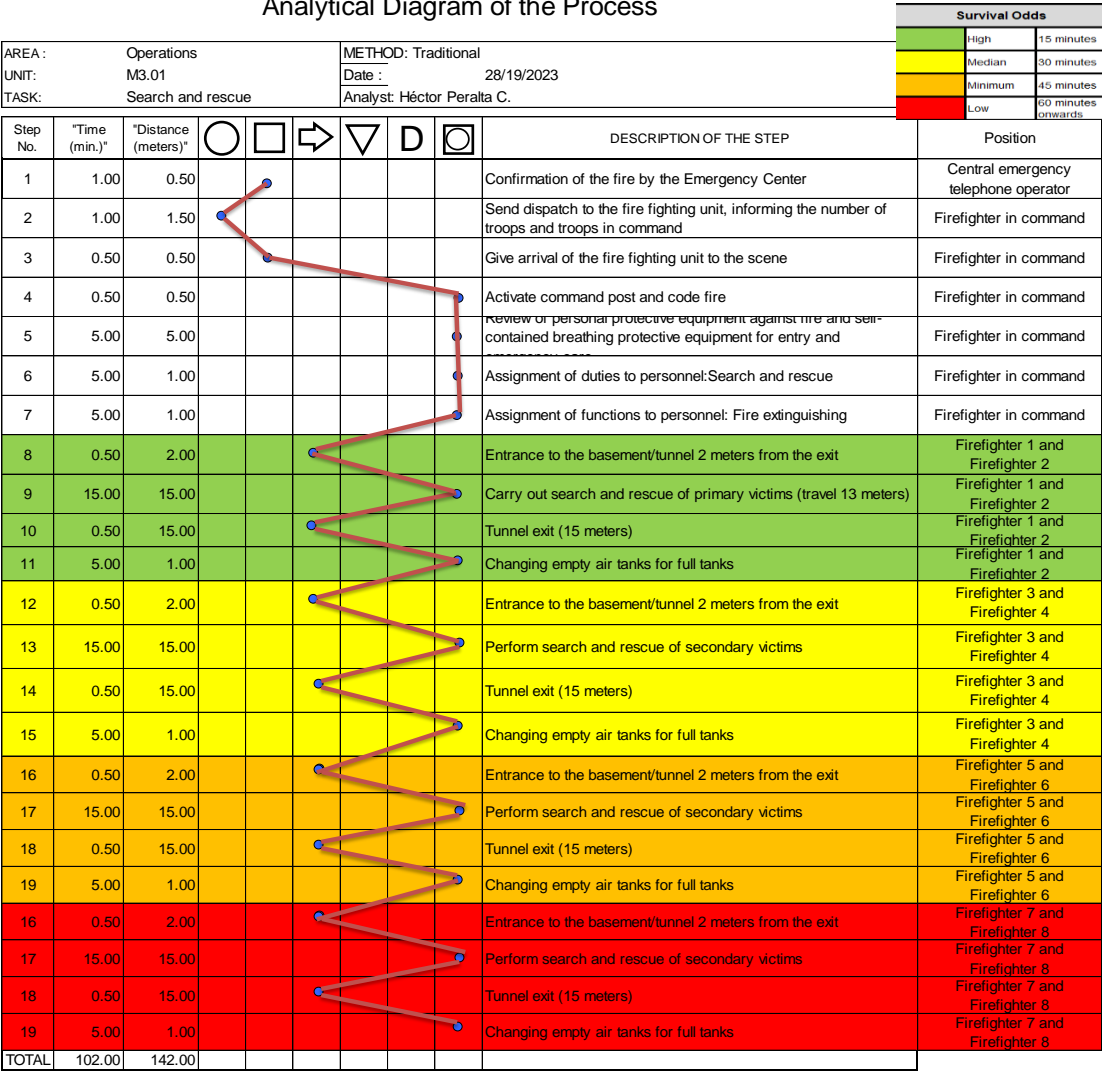 Analytical Diagram of the Process
Survival Odds
High 15 minutes
Median 30 minutes
Minimum 45 minutes
Low 60 minutes
onwards
AREA : Operations METHOD: Traditional
UNIT: M3.01 Date : 28/19/2023
TASK: Search and rescue Analyst: Héctor Peralta C.
Step No. "Time (min.)" "Distance (meters)" D DESCRIPTION OF THE STEP Position
1 1.00 0.50 Confirmation of the fire by the Emergency Center Central emergency
telephone operator
2 1.00 1.50 Send dispatch to the fire fighting unit, informing the number of
troops and troops in command Firefighter in command
3 0.50 0.50 Give arrival of the fire fighting unit to the scene Firefighter in command
4 0.50 0.50 Activate command post and code fire Firefighter in command
Review of personal protective equipment against fire and self-
5 5.00 5.00 contained breathing protective equipment for entry and Firefighter in command
6 5.00 1.00 Assignment of duties to personnel:Search and rescue Firefighter in command
7 5.00 1.00 Assignment of functions to personnel: Fire extinguishing Firefighter in command
8 0.50 2.00 Entrance to the basement/tunnel 2 meters from the exit Firefighter 1 and
Firefighter 2
9 15.00 15.00 Carry out search and rescue of primary victims (travel 13 meters) Firefighter 1 and
Firefighter 2
10 0.50 15.00 Tunnel exit (15 meters) Firefighter 1 and
Firefighter 2
11 5.00 1.00 Changing empty air tanks for full tanks Firefighter 1 and
Firefighter 2
12 0.50 2.00 Entrance to the basement/tunnel 2 meters from the exit Firefighter 3 and
Firefighter 4
13 15.00 15.00 Perform search and rescue of secondary victims Firefighter 3 and
Firefighter 4
14 0.50 15.00 Tunnel exit (15 meters) Firefighter 3 and
Firefighter 4
15 5.00 1.00 Changing empty air tanks for full tanks Firefighter 3 and
Firefighter 4
16 0.50 2.00 Entrance to the basement/tunnel 2 meters from the exit Firefighter 5 and
Firefighter 6
17 15.00 15.00 Perform search and rescue of secondary victims Firefighter 5 and
Firefighter 6
18 0.50 15.00 Tunnel exit (15 meters) Firefighter 5 and
Firefighter 6
19 5.00 1.00 Changing empty air tanks for full tanks Firefighter 5 and
Firefighter 6
16 0.50 2.00 Entrance to the basement/tunnel 2 meters from the exit Firefighter 7 and
Firefighter 8
17 15.00 15.00 Perform search and rescue of secondary victims Firefighter 7 and
Firefighter 8
18 0.50 15.00 Tunnel exit (15 meters) Firefighter 7 and
Firefighter 8
19 5.00 1.00 Changing empty air tanks for full tanks Firefighter 7 and
Firefighter 8
TOTAL 102.00 142.00